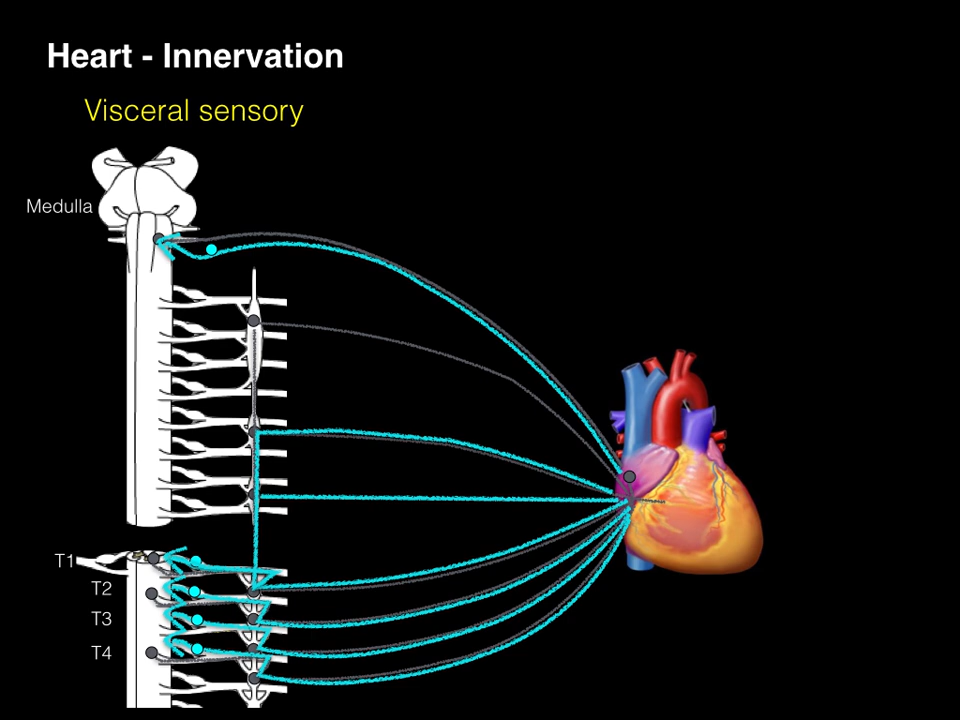 Heart - Innervation
Visceral sensory
Medulla
T1
T2
T3
T4